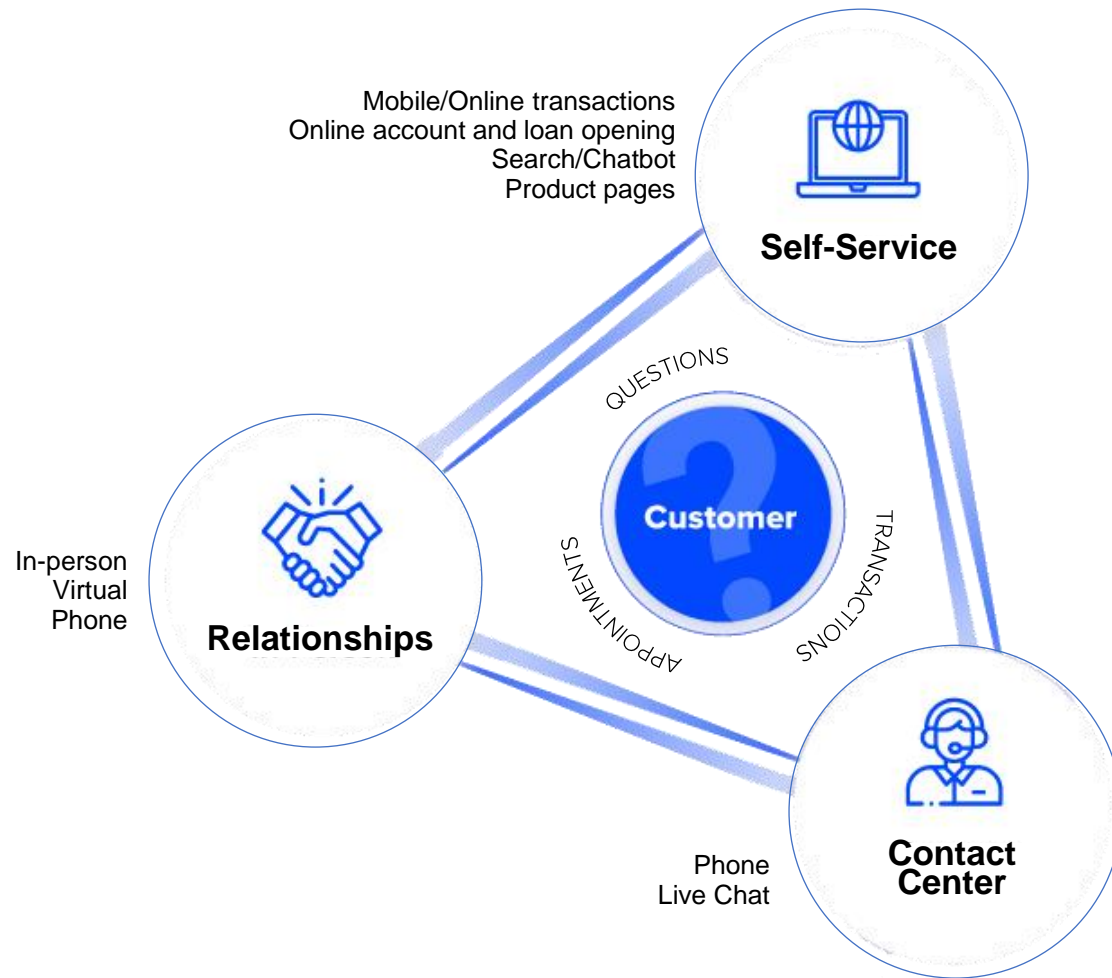 Mobile/Online transactions
Online account and loan opening
Search/Chatbot
Product pages
Self-Service
QUESTIONS
Customer
TRANSACTIONS
APPOINTMENTS
In-person
Virtual
Phone
Relationships
Phone
Live Chat
Contact
Center